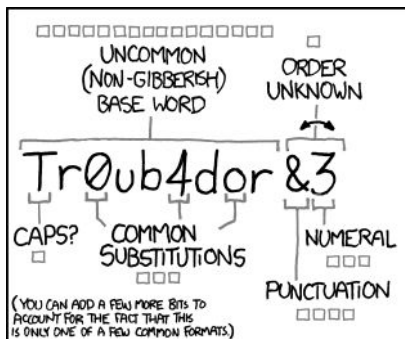 UNCOMMON
(NON-GIBBERISH)
BASE WORD
ORDER
UNKNOWN
Tr0ub4dor &3
CAPS?
COMMON
SUBSTITUTIONS
NUMERAL
PUNCTUATION
(YOU CAN ADD A FEW MORE BITS TO
ACCOUNT FOR THE FACT THAT THIS
IS ONLY ONE OF A FEW COMMON FORMATS.)